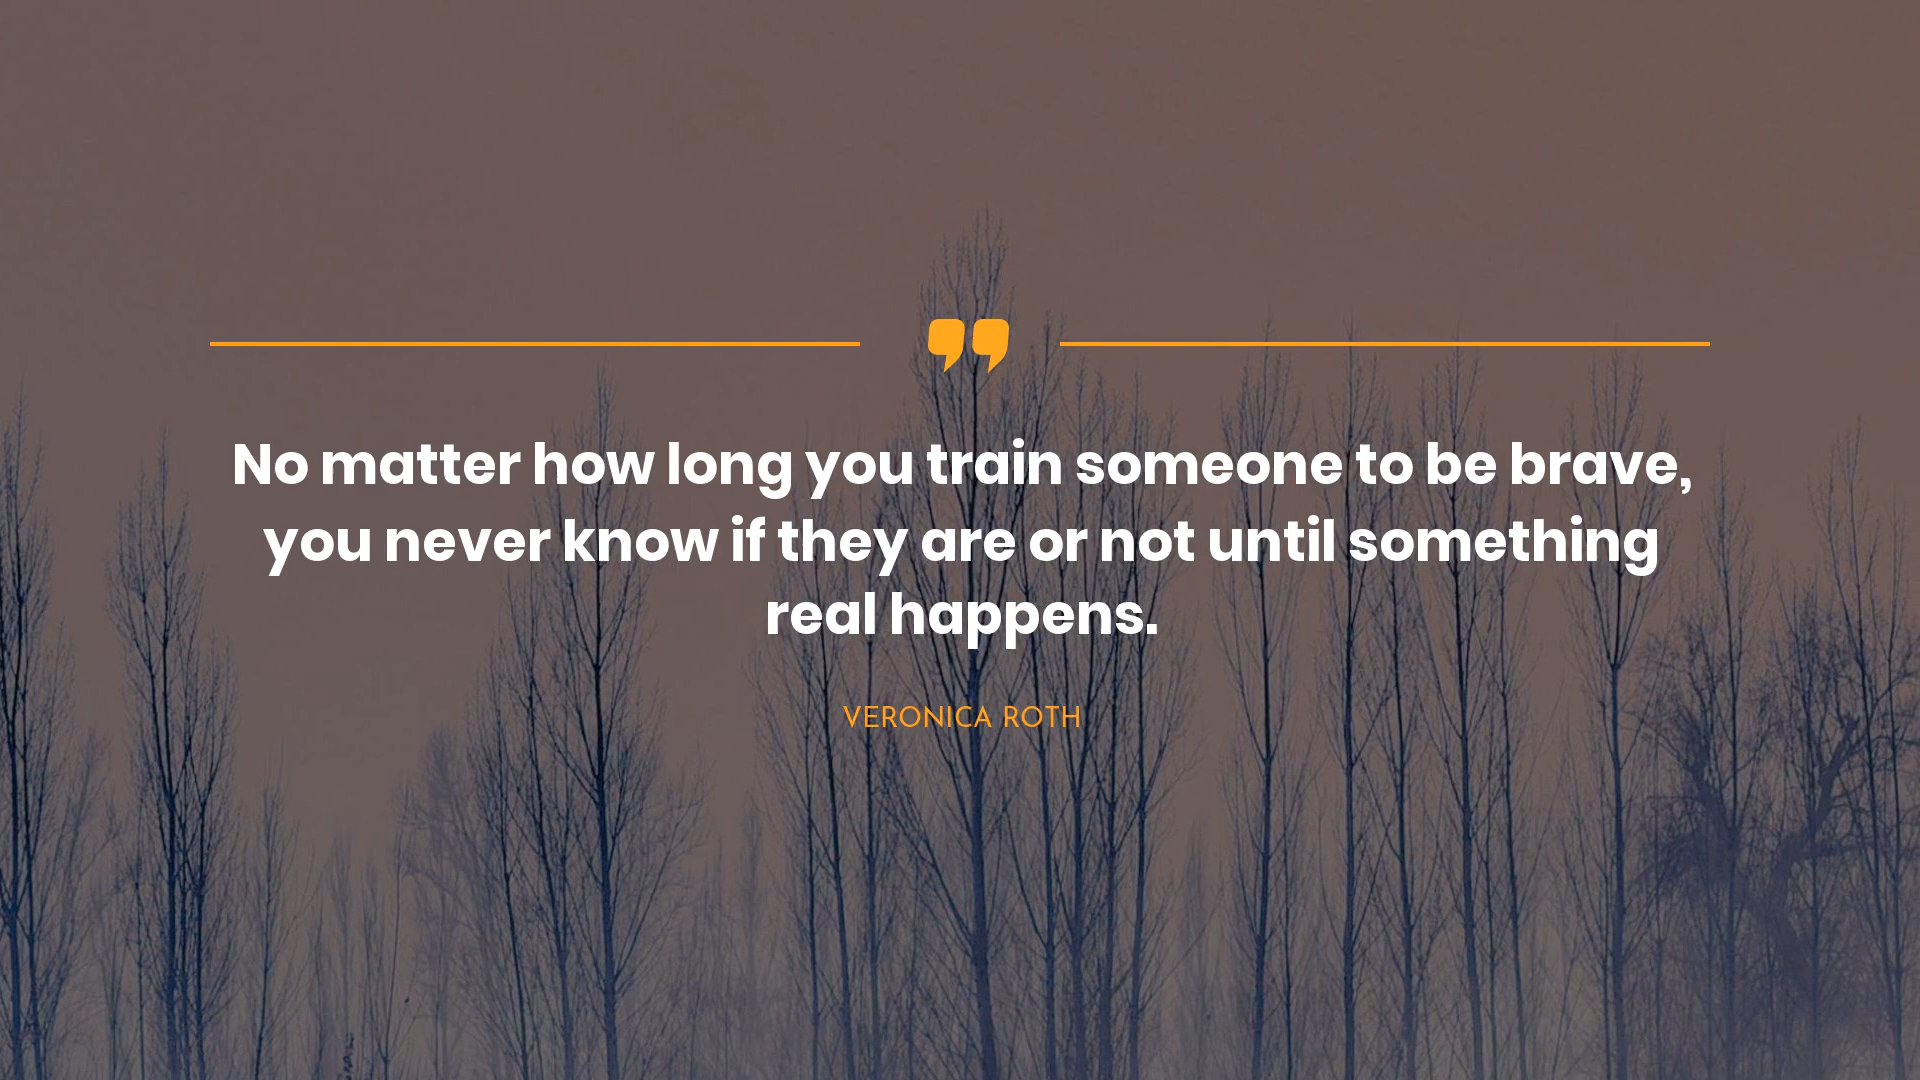 ❞
No matter how long you train someone to be brave,
you never know if they are or not until something
real happens.
VERONICA ROTH